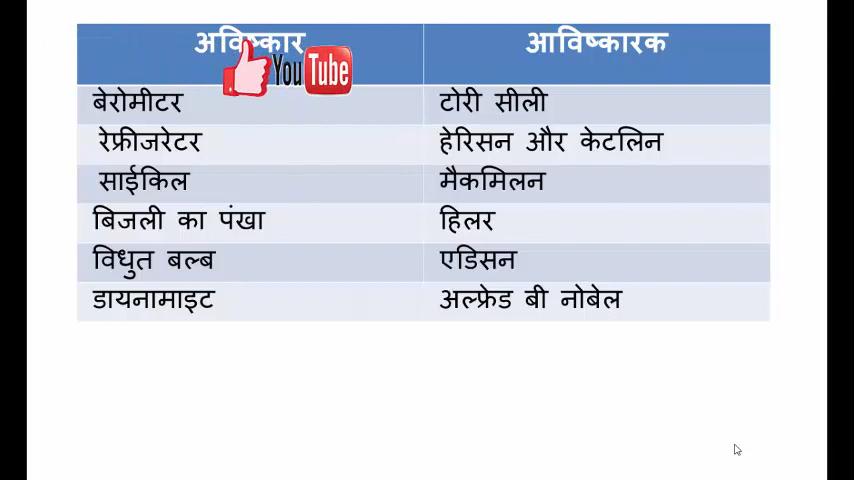 अविष्कार आविष्कारक
You Tube
बेरोमीटर टोरी सीली
रेफ्रीजरेटर हेरिसन और केटलिन
साईकिल मैकमिलन
बिजली का पंखा हिलर
विधुत बल्ब एडिसन
डायनामाइट अल्फ्रेड बी नोबेल